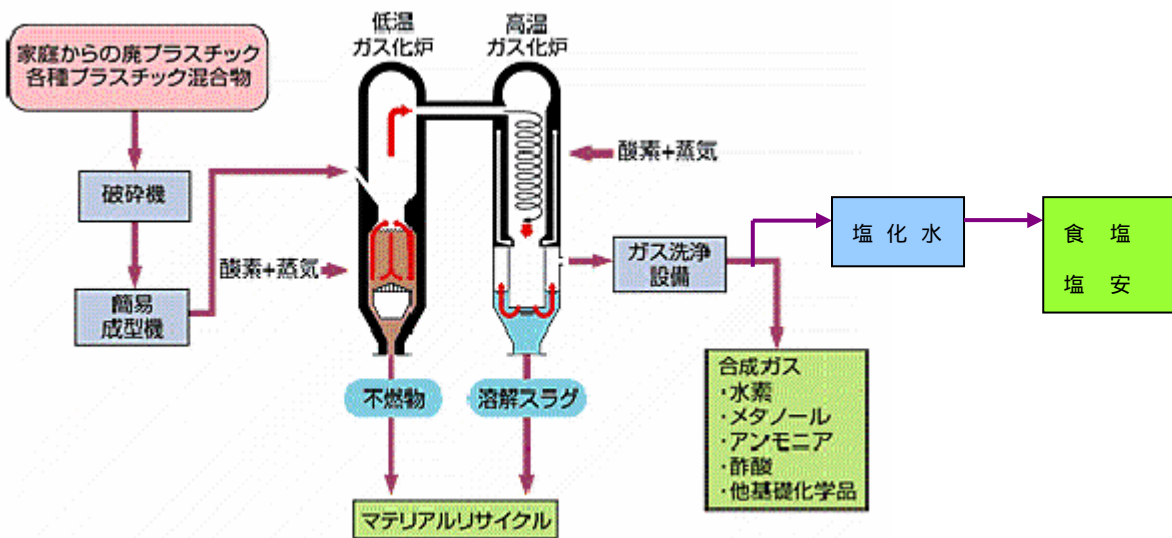 家庭からの廃プラスチック
各種プラスチック混合物
破砕機
簡易
成型機
低温
ガス化炉
高温
ガス化炉
酸素+蒸気
酸素+蒸気
ガス洗浄
設備
塩 化 水
食 塩
塩 安
不燃物
溶解スラグ
マテリアルリサイクル
合成ガス
・水素
・メタノール
・アンモニア
・酢酸
・他基礎化学品